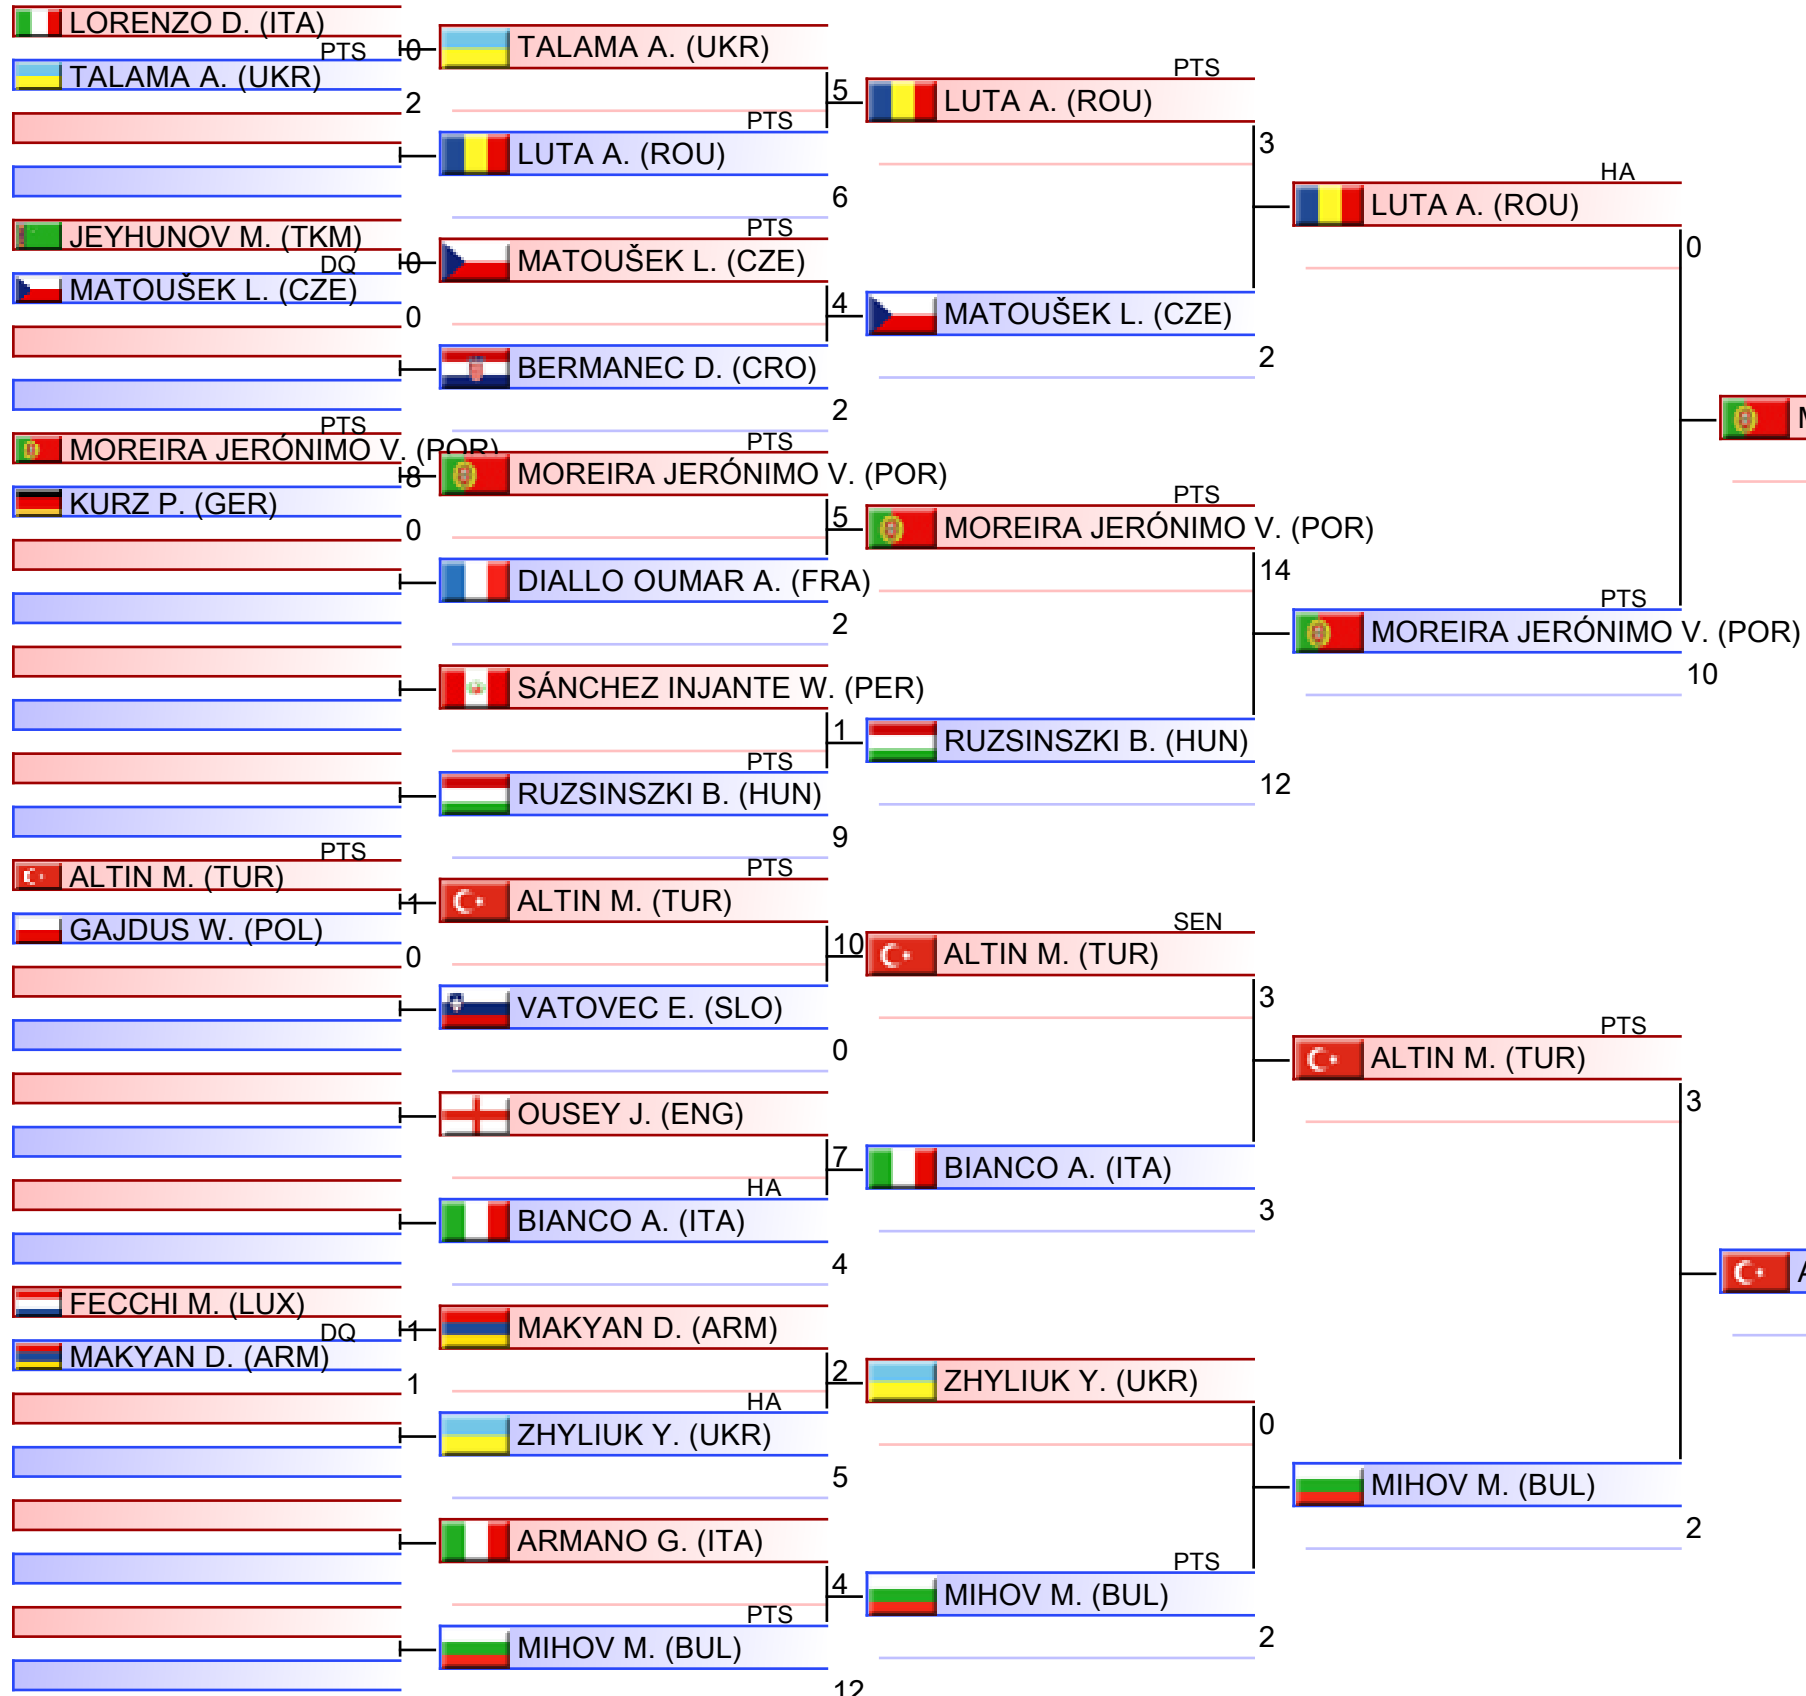 LORENZO D. (ITA)
PTS
0
TALAMA A. (UKR)
2
JEYHUNOV M. (TKM)
DQ
0
MATOUŠEK L. (CZE)
0
PTS
MOREIRA JERÓNIMO V. (POR)
8
KURZ P. (GER)
0
PTS
ALTIN M. (TUR)
1
GAJDUS W. (POL)
0
FECCHI M. (LUX)
DQ
1
MAKYAN D. (ARM)
1
TALAMA A. (UKR)
5
PTS
LUTA A. (ROU)
6
PTS
MATOUŠEK L. (CZE)
4
BERMANEC D. (CRO)
2
PTS
MOREIRA JERÓNIMO V. (POR)
5
DIALLO OUMAR A. (FRA)
2
SÁNCHEZ INJANTE W. (PER)
1
PTS
RUZSINSZKI B. (HUN)
9
PTS
ALTIN M. (TUR)
10
VATOVEC E. (SLO)
0
OUSEY J. (ENG)
7
HA
BIANCO A. (ITA)
4
MAKYAN D. (ARM)
2
HA
ZHYLIUK Y. (UKR)
5
ARMANO G. (ITA)
4
PTS
MIHOV M. (BUL)
12
PTS
LUTA A. (ROU)
3
MATOUŠEK L. (CZE)
2
PTS
MOREIRA JERÓNIMO V. (POR)
14
RUZSINSZKI B. (HUN)
12
SEN
ALTIN M. (TUR)
3
BIANCO A. (ITA)
3
ZHYLIUK Y. (UKR)
0
PTS
MIHOV M. (BUL)
2
HA
LUTA A. (ROU)
0
PTS
MOREIRA JERÓNIMO V. (POR)
10
PTS
ALTIN M. (TUR)
3
MIHOV M. (BUL)
2